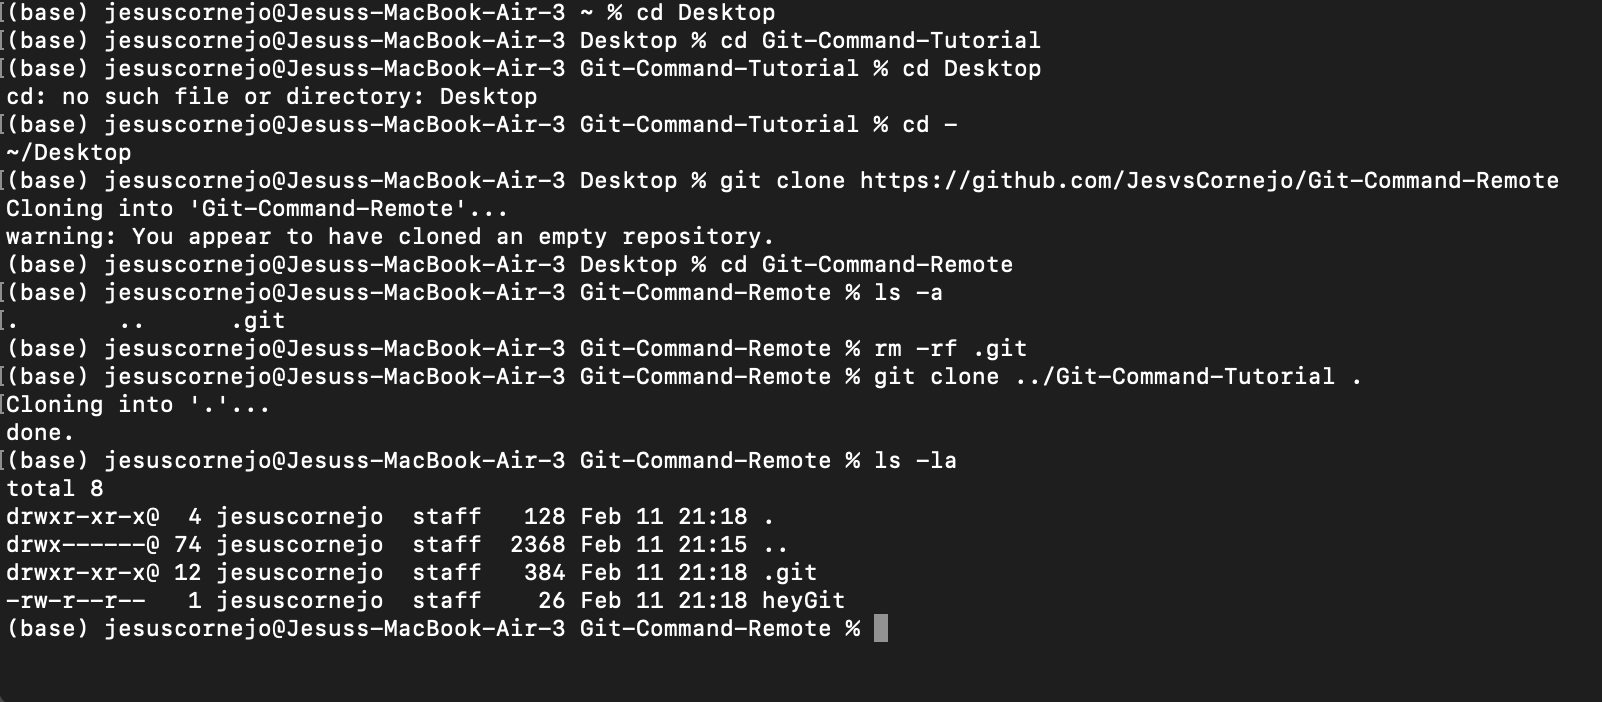 (base) jesuscornejo@Jesuss-MacBook-Air-3 ~ % cd Desktop
(base) jesuscornejo@Jesuss-MacBook-Air-3 Desktop % cd Git-Command-Tutorial
(base) jesuscornejo@Jesuss-MacBook-Air-3 Git-Command-Tutorial % cd Desktop
cd: no such file or directory: Desktop
(base) jesuscornejo@Jesuss-MacBook-Air-3 Git-Command-Tutorial % cd -
~/Desktop
(base) jesuscornejo@Jesuss-MacBook-Air-3 Desktop % git clone https://github.com/JesvsCornejo/Git-Command-Remote
Cloning into 'Git-Command-Remote'...
warning: You appear to have cloned an empty repository.
(base) jesuscornejo@Jesuss-MacBook-Air-3 Desktop % cd Git-Command-Remote
(base) jesuscornejo@Jesuss-MacBook-Air-3 Git-Command-Remote % ls -a
. .. .git
(base) jesuscornejo@Jesuss-MacBook-Air-3 Git-Command-Remote % rm -rf .git
(base) jesuscornejo@Jesuss-MacBook-Air-3 Git-Command-Remote % git clone ../Git-Command-Tutorial .
Cloning into '.'...
done.
(base) jesuscornejo@Jesuss-MacBook-Air-3 Git-Command-Remote % ls -la
total 8
drwxr-xr-x@  4 jesuscornejo  staff   128 Feb 11 21:18 .
drwx------@ 74 jesuscornejo  staff  2368 Feb 11 21:15 ..
drwxr-xr-x@ 12 jesuscornejo  staff   384 Feb 11 21:18 .git
-rw-r--r--   1 jesuscornejo  staff    26 Feb 11 21:18 heyGit
(base) jesuscornejo@Jesuss-MacBook-Air-3 Git-Command-Remote %